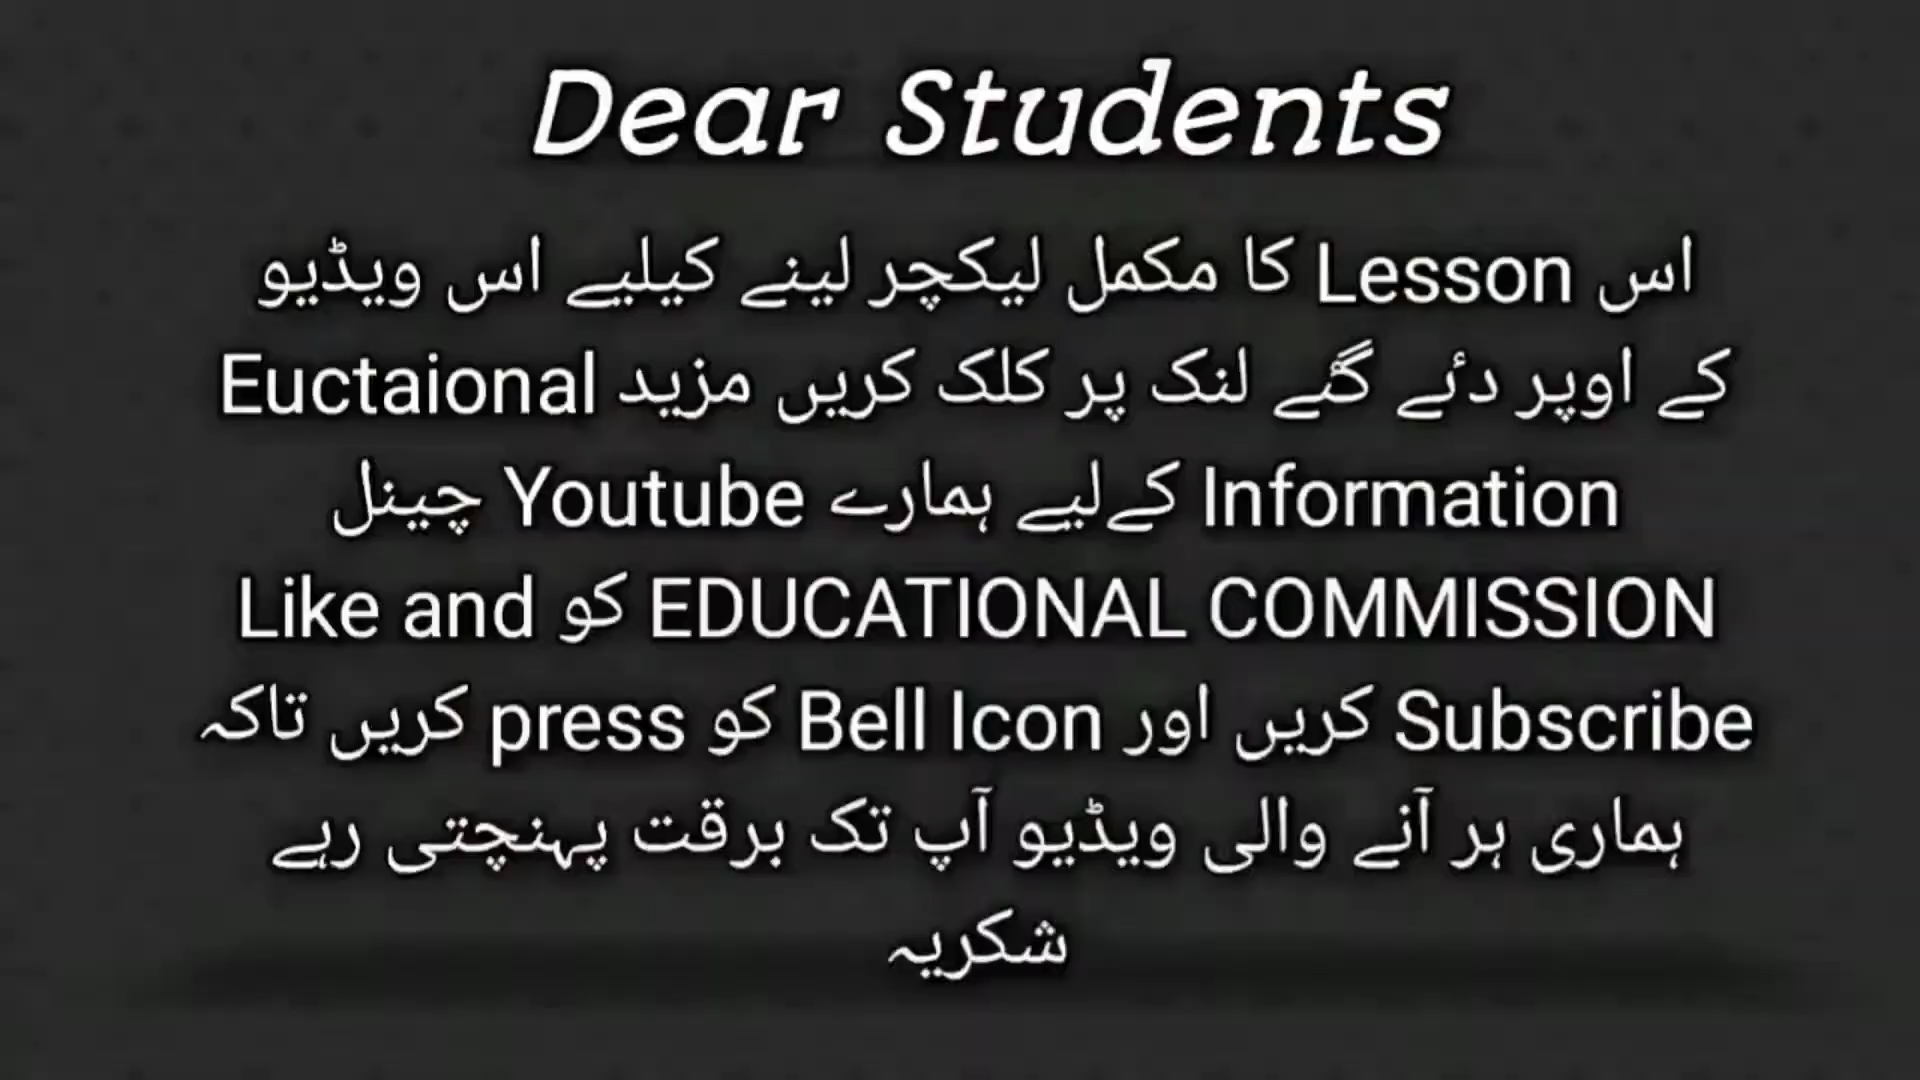 Dear Students
اس Lesson کا مکمل لیکچر لینے کیلیے اس ویڈیو
کے اوپر دئے گئے لنک پر کلک کریں مزید Euctaional
Information کےلیے ہمارے Youtube چینل
EDUCATIONAL COMMISSION کو Like and
Subscribe کریں اور Bell Icon کو press کریں تاکہ
ہماری ہر آنے والی ویڈیو آپ تک برقت پہنچتی رہے
شکریہ